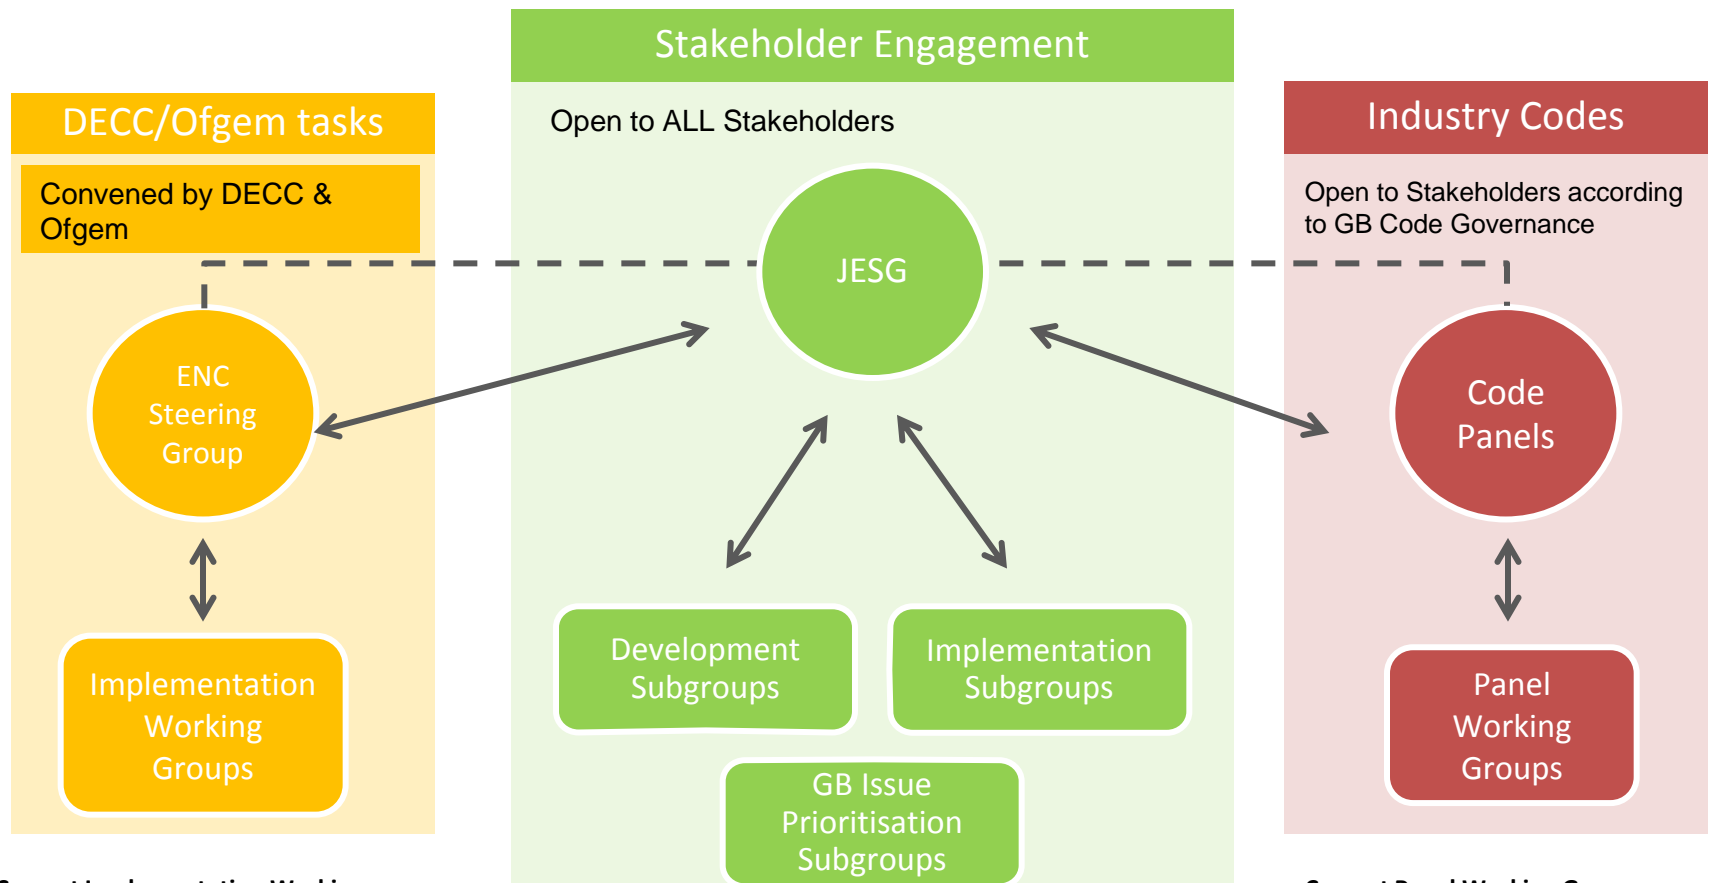 Stakeholder Engagement
DECC/Ofgem tasks
Industry Codes
Convened by DECC &
Ofgem
Open to ALL Stakeholders
Open to Stakeholders according
to GB Code Governance
JESG
ENC
Steering
Group
Code
Panels
Development
Subgroups
Implementation
Subgroups
Implementation
Working
Groups
Panel
Working
Groups
GB Issue
Prioritisation
Subgroups